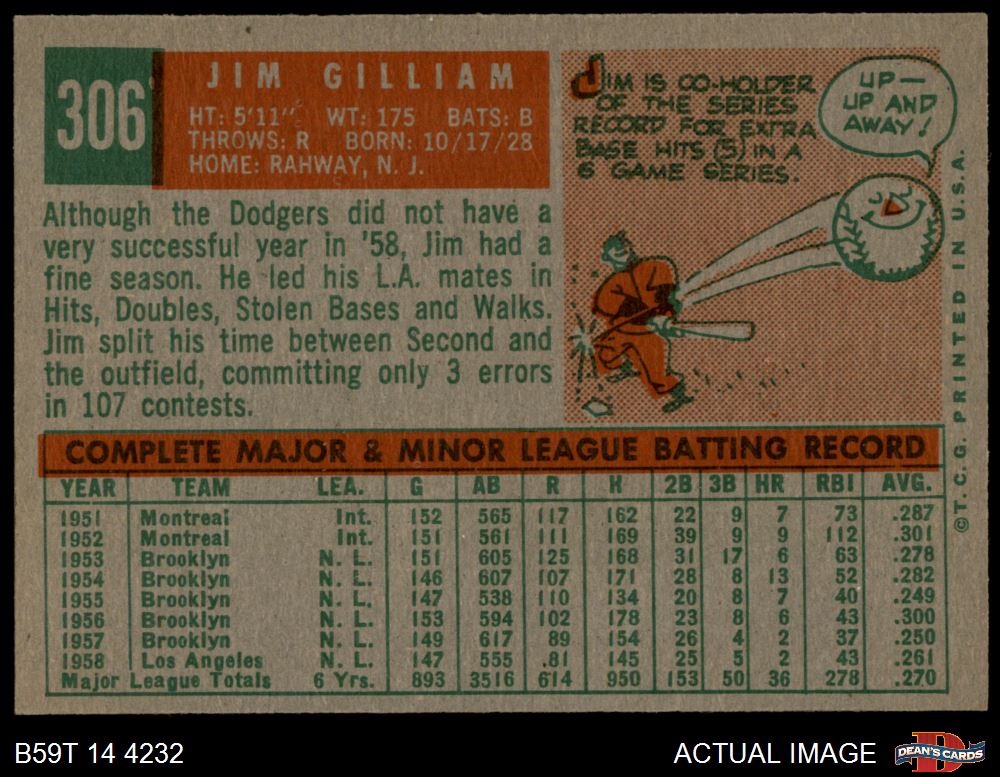 306
JIM GILLIAM
HT: 5'11" WT: 175 BATS: B
THROWS: R BORN: 10/17/28
HOME: RAHWAY, N. J.
Although the Dodgers did not have a
very successful year in '58, Jim had a
fine season. He led his L.A. mates in
Hits, Doubles, Stolen Bases and Walks.
Jim split his time between Second and
the outfield, committing only 3 errors
in 107 contests.
JIM IS CO-HOLDER
OF THE SERIES
RECORD FOR EXTRA
BASE HITS (5) IN A
6 GAME SERIES.
UP—
UP AND
AWAY!
©T. C. G. PRINTED IN U.S.A.
COMPLETE MAJOR & MINOR LEAGUE BATTING RECORD
YEAR TEAM LEA. G AB R H 2B 3B HR RBI AVG.
1951 Montreal Int. 152 565 117 162 22 9 7 73 .287
1952 Montreal Int. 151 561 111 169 39 9 9 112 .301
1953 Brooklyn N. L. 151 605 125 168 31 17 6 63 .278
1954 Brooklyn N. L. 146 607 107 171 28 8 13 52 .282
1955 Brooklyn N. L. 147 538 110 134 20 8 7 40 .249
1956 Brooklyn N. L. 153 594 102 178 23 8 6 43 .300
1957 Brooklyn N. L. 149 617 89 154 26 4 2 37 .250
1958 Los Angeles N. L. 147 555 .81 145 25 5 2 43 .261
Major League Totals 6 Yrs. 893 3516 614 950 153 50 36 278 .270
B59T 14 4232
ACTUAL IMAGE
DEAN'S CARDS